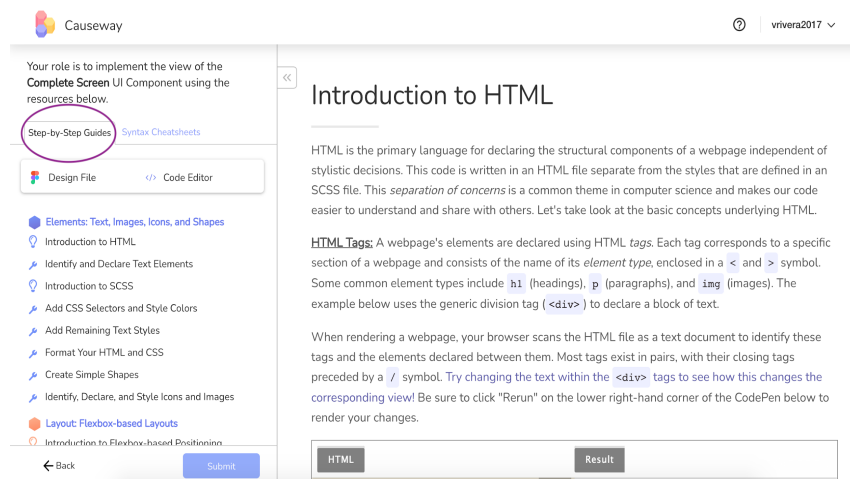 Causeway
vrivera2017
Your role is to implement the view of the
Complete Screen UI Component using the
resources below.
Step-by-Step Guides
Syntax Cheatsheets
Design File
</> Code Editor
Elements: Text, Images, Icons, and Shapes
Introduction to HTML
Identify and Declare Text Elements
Introduction to SCSS
Add CSS Selectors and Style Colors
Add Remaining Text Styles
Format Your HTML and CSS
Create Simple Shapes
Identify, Declare, and Style Icons and Images
Layout: Flexbox-based Layouts
Introduction to Flexbox-based Positioning
Back
Submit
Introduction to HTML
HTML is the primary language for declaring the structural components of a webpage independent of
stylistic decisions. This code is written in an HTML file separate from the styles that are defined in an
SCSS file. This separation of concerns is a common theme in computer science and makes our code
easier to understand and share with others. Let's take look at the basic concepts underlying HTML.
HTML Tags: A webpage's elements are declared using HTML tags. Each tag corresponds to a specific
section of a webpage and consists of the name of its element type, enclosed in a < and > symbol.
Some common element types include h1 (headings), p (paragraphs), and img (images). The
example below uses the generic division tag ( <div> ) to declare a block of text.
When rendering a webpage, your browser scans the HTML file as a text document to identify these
tags and the elements declared between them. Most tags exist in pairs, with their closing tags
preceded by a / symbol. Try changing the text within the <div> tags to see how this changes the
corresponding view! Be sure to click "Rerun" on the lower right-hand corner of the CodePen below to
render your changes.
HTML
Result